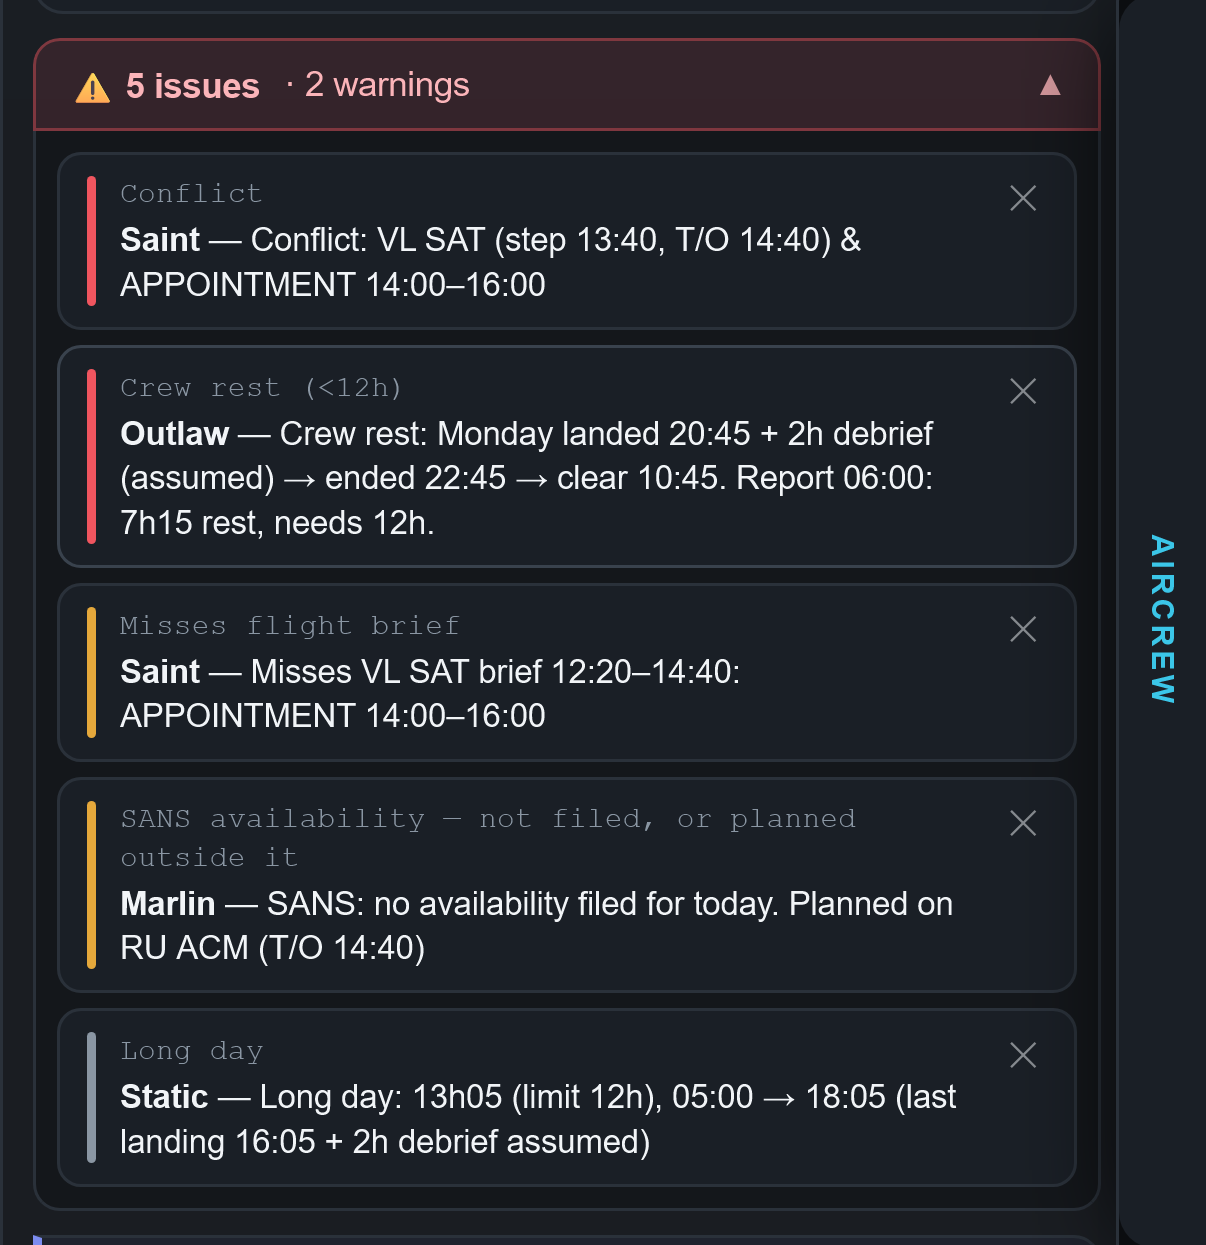 ⚠️ 5 issues · 2 warnings ▲
Conflict
Saint — Conflict: VL SAT (step 13:40, T/O 14:40) &
APPOINTMENT 14:00–16:00
Crew rest (<12h)
Outlaw — Crew rest: Monday landed 20:45 + 2h debrief
(assumed) → ended 22:45 → clear 10:45. Report 06:00:
7h15 rest, needs 12h.
Misses flight brief
Saint — Misses VL SAT brief 12:20–14:40:
APPOINTMENT 14:00–16:00
SANS availability — not filed, or planned
outside it
Marlin — SANS: no availability filed for today. Planned on
RU ACM (T/O 14:40)
Long day
Static — Long day: 13h05 (limit 12h), 05:00 → 18:05 (last
landing 16:05 + 2h debrief assumed)
AIRCREW